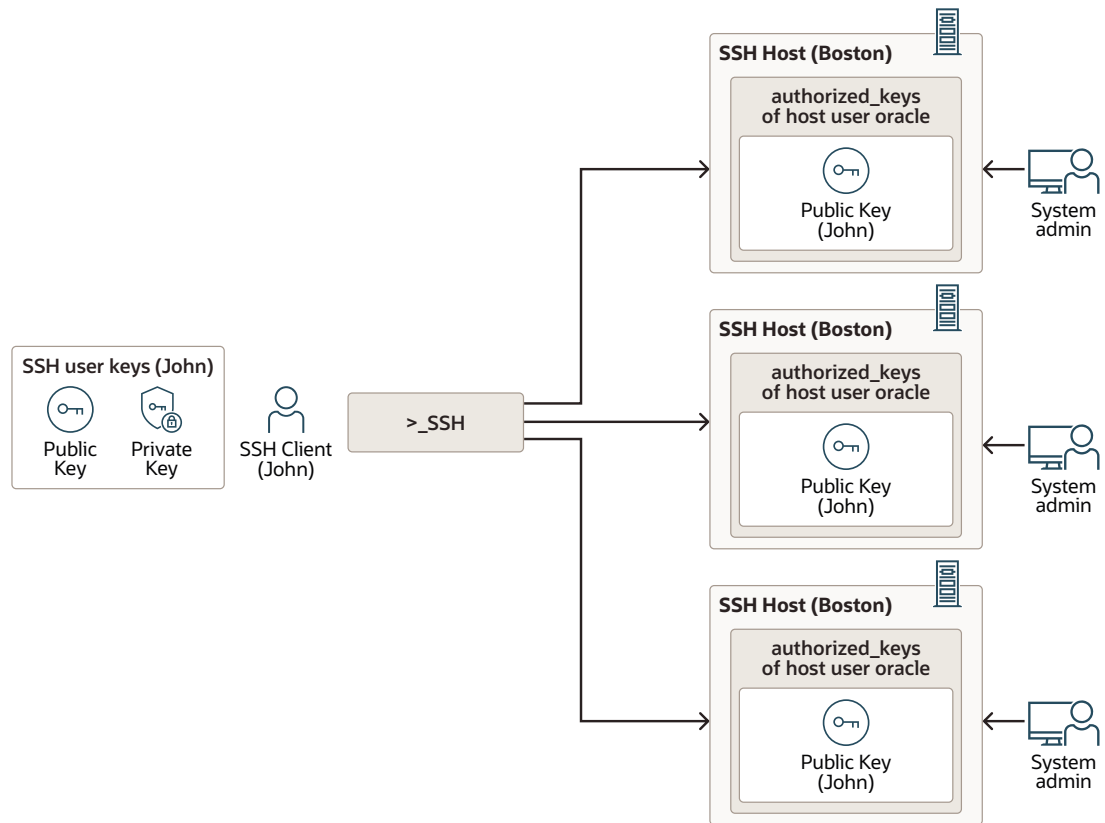 SSH Host (Boston)
authorized_keys
of host user oracle
Public Key
(John)
System
admin
SSH Host (Boston)
authorized_keys
of host user oracle
Public Key
(John)
System
admin
SSH user keys (John)
Public
Key
Private
Key
SSH Client
(John)
>_SSH
SSH Host (Boston)
authorized_keys
of host user oracle
Public Key
(John)
System
admin